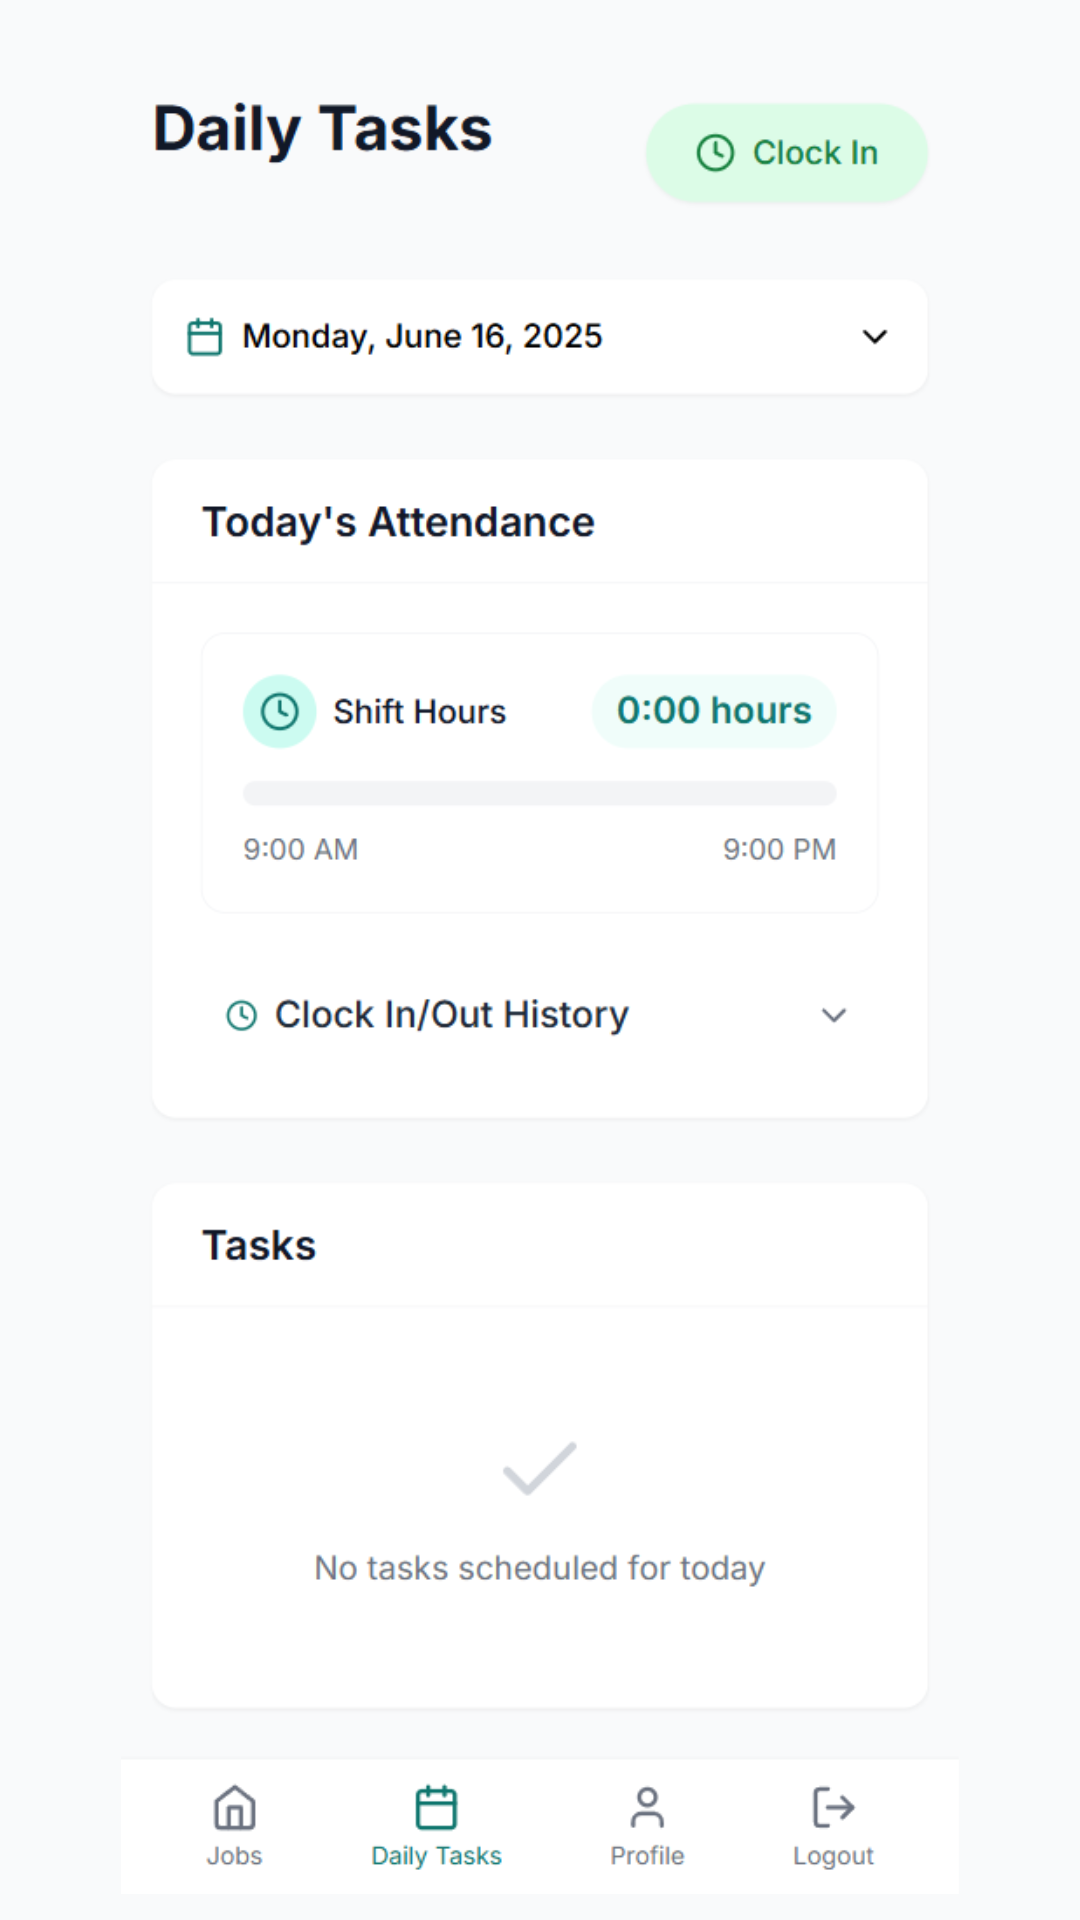 Daily Tasks
Clock In
Monday, June 16, 2025
Today's Attendance
Shift Hours
0:00 hours
9:00 AM
9:00 PM
Clock In/Out History
Tasks
No tasks scheduled for today
Jobs
Daily Tasks
Profile
Logout